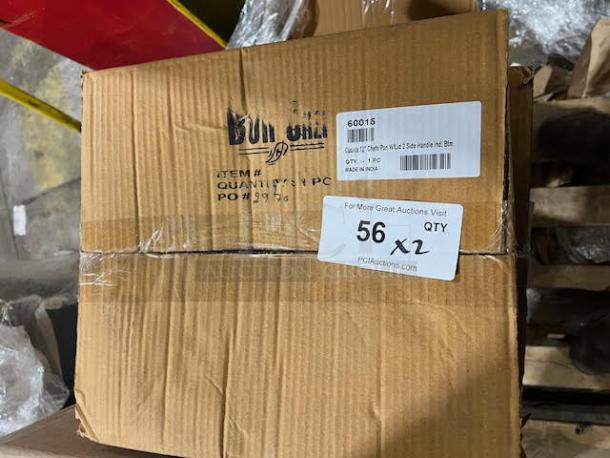 BON CHEF
ITEM #
QUANTITY: 1 PC
PO #
60015
Cucina 12" Chefs Pan W/Lid 2 Side Handle Ind. Btm.
QTY. - 1 PC
MADE IN INDIA
For More Great Auctions Visit
56 x2 QTY
PCIAuctions.com